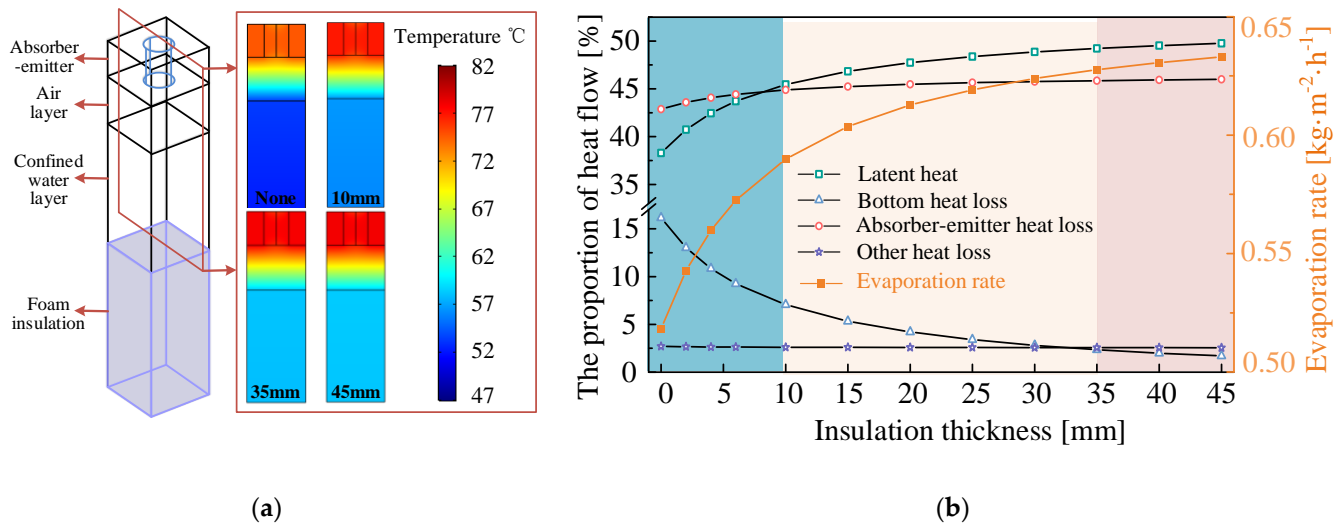 Absorber
-emitter
Air
layer
Confined
water
layer
Foam
insulation
None
10mm
35mm
45mm
Temperature ℃
82
77
72
67
62
57
52
47
(a)
The proportion of heat flow [%]
50
45
40
35
15
10
5
0
0 5 10 15 20 25 30 35 40 45
Insulation thickness [mm]
Latent heat
Bottom heat loss
Absorber-emitter heat loss
Other heat loss
Evaporation rate
0.65
0.60
0.55
0.50
Evaporation rate [kg·m⁻²·h⁻¹]
(b)